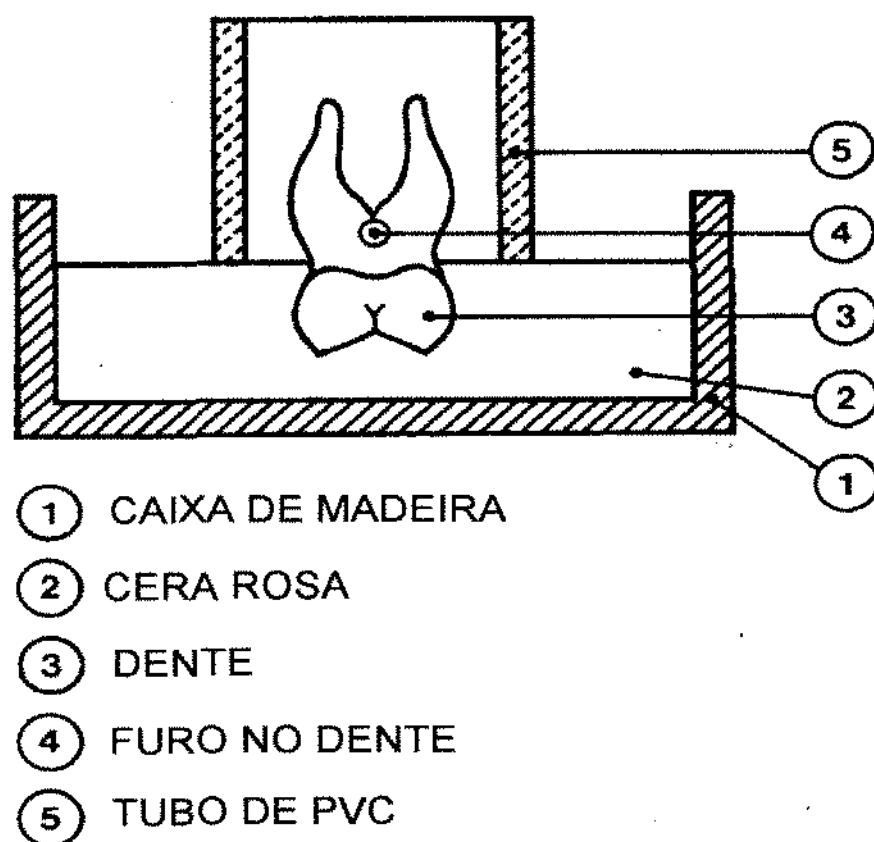 5
4
3
2
1
1 CAIXA DE MADEIRA
2 CERA ROSA
3 DENTE
4 FURO NO DENTE
5 TUBO DE PVC